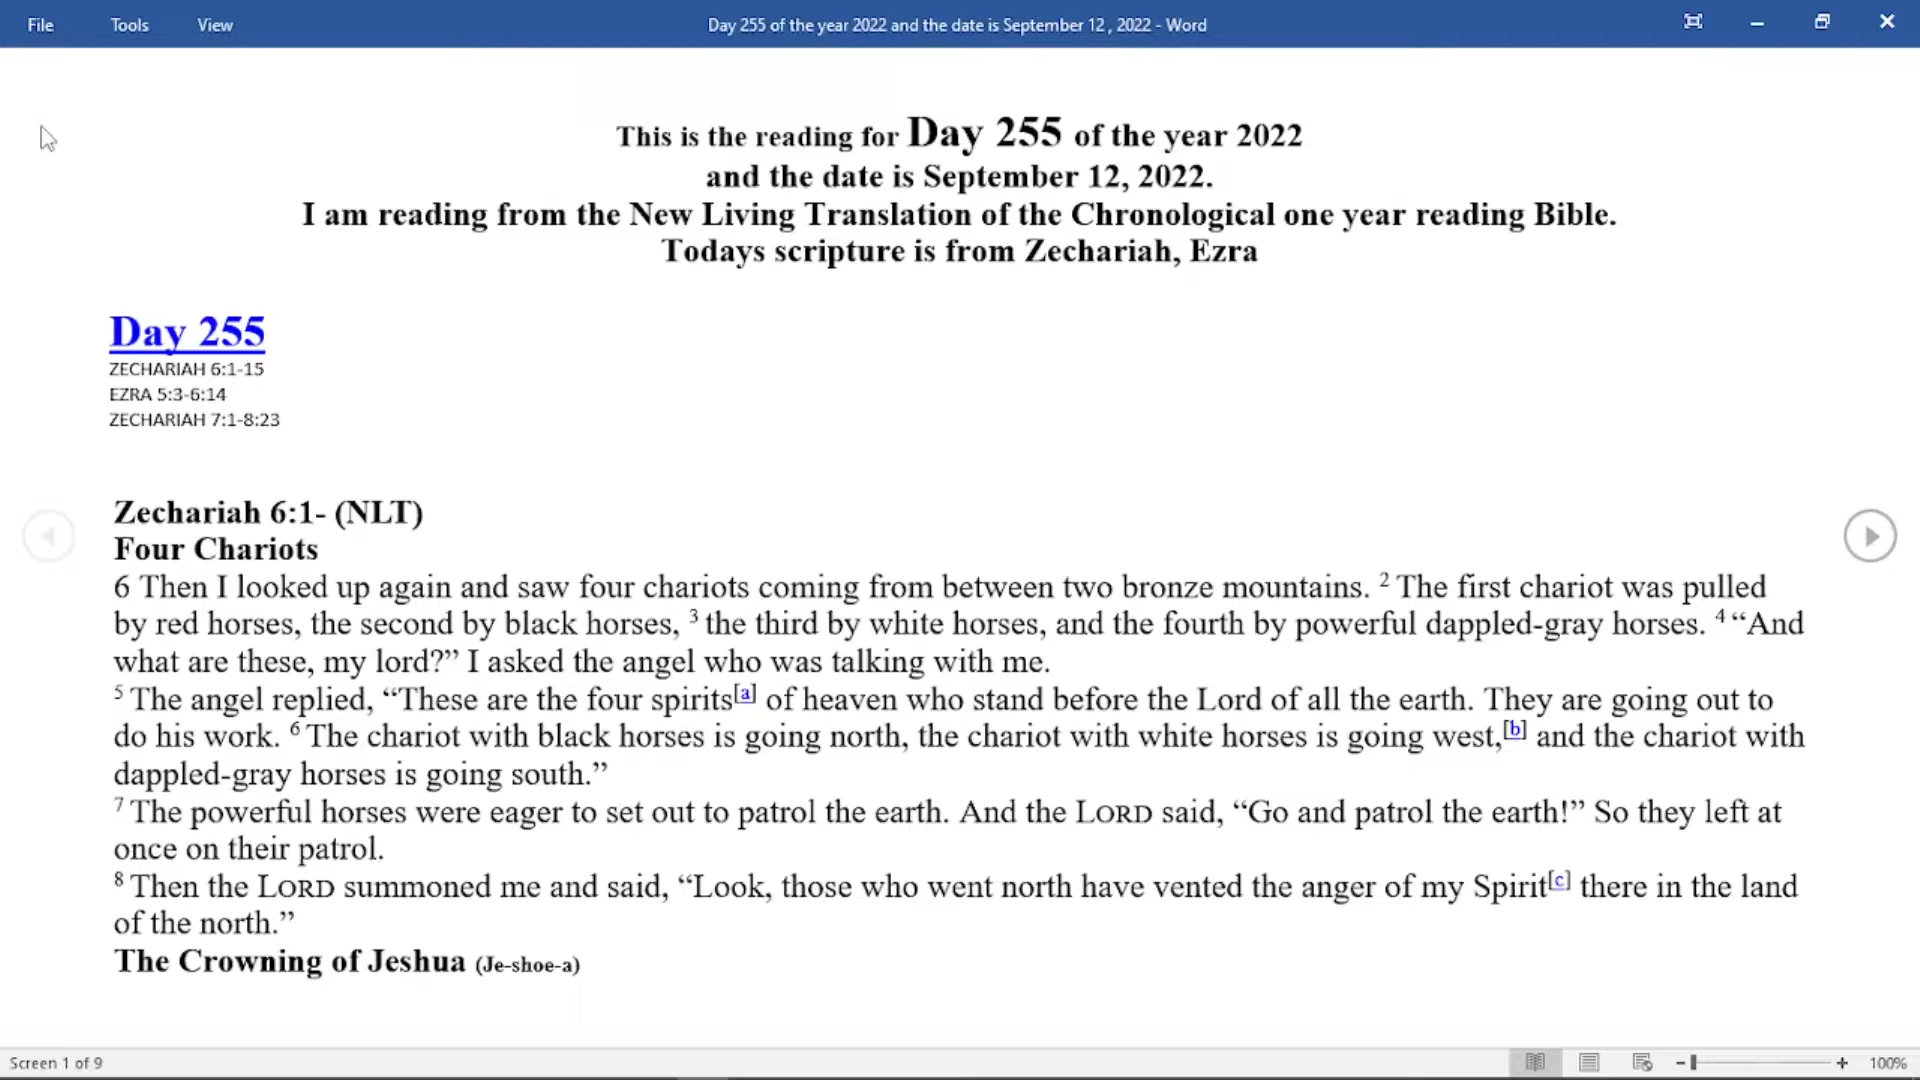 File Tools View Day 255 of the year 2022 and the date is September 12 , 2022 - Word
This is the reading for Day 255 of the year 2022
and the date is September 12, 2022.
I am reading from the New Living Translation of the Chronological one year reading Bible.
Todays scripture is from Zechariah, Ezra
Day 255
ZECHARIAH 6:1-15
EZRA 5:3-6:14
ZECHARIAH 7:1-8:23
Zechariah 6:1- (NLT)
Four Chariots
6 Then I looked up again and saw four chariots coming from between two bronze mountains. 2 The first chariot was pulled
by red horses, the second by black horses, 3 the third by white horses, and the fourth by powerful dappled-gray horses. 4 “And
what are these, my lord?” I asked the angel who was talking with me.
5 The angel replied, “These are the four spirits[a] of heaven who stand before the Lord of all the earth. They are going out to
do his work. 6 The chariot with black horses is going north, the chariot with white horses is going west,[b] and the chariot with
dappled-gray horses is going south.”
7 The powerful horses were eager to set out to patrol the earth. And the LORD said, “Go and patrol the earth!” So they left at
once on their patrol.
8 Then the LORD summoned me and said, “Look, those who went north have vented the anger of my Spirit[c] there in the land
of the north.”
The Crowning of Jeshua (Je-shoe-a)
Screen 1 of 9 100%